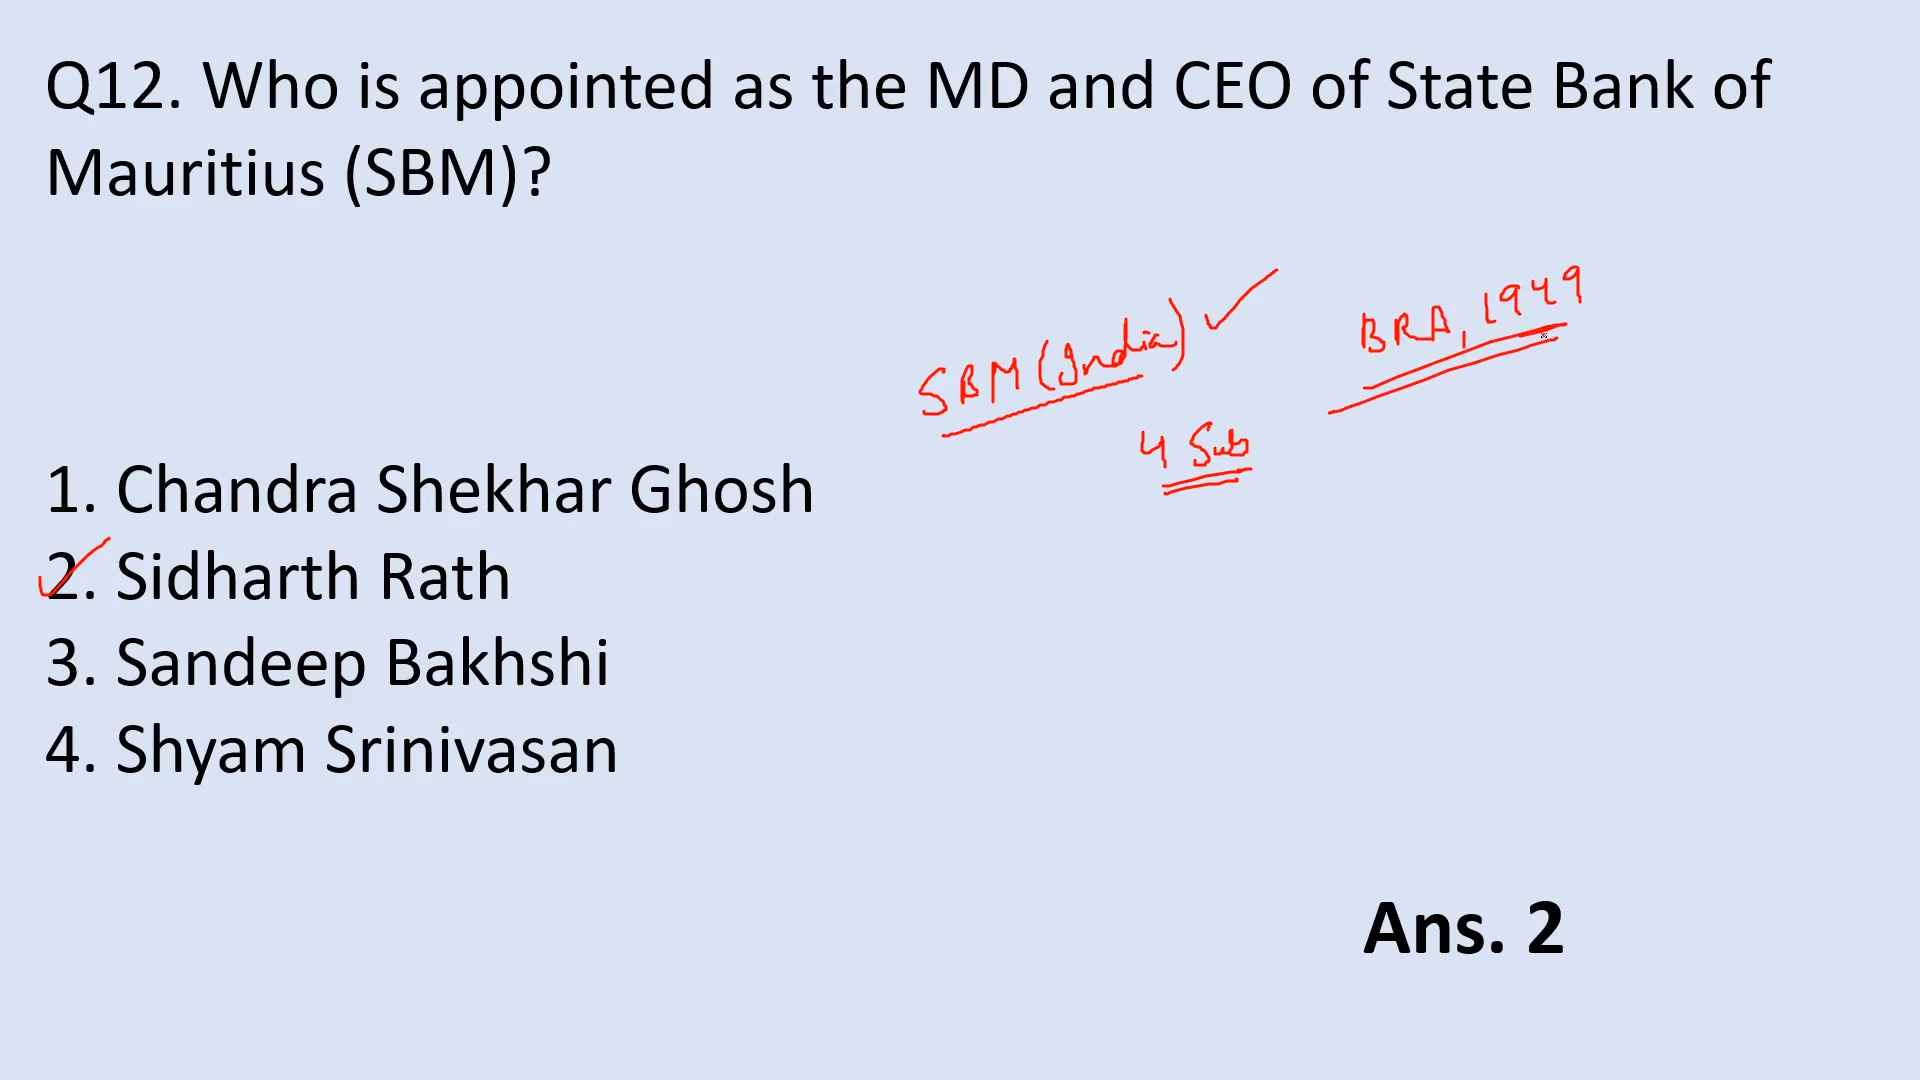 Q12. Who is appointed as the MD and CEO of State Bank of
Mauritius (SBM)?
SBM (India)
BRA, 1949
4 Sub
1. Chandra Shekhar Ghosh
2. Sidharth Rath
3. Sandeep Bakhshi
4. Shyam Srinivasan
Ans. 2